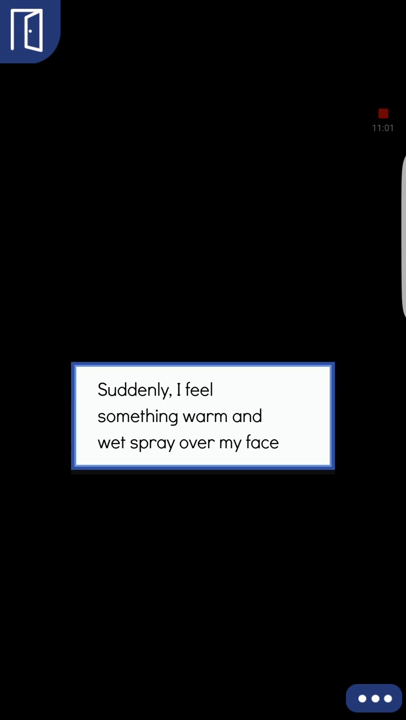 11:01
Suddenly, I feel
something warm and
wet spray over my face